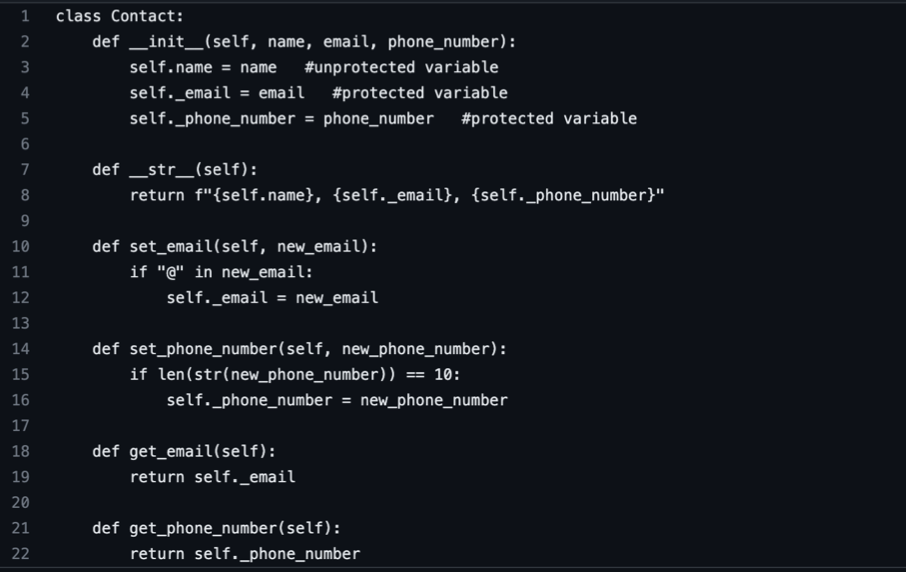 1 class Contact:
2     def __init__(self, name, email, phone_number):
3         self.name = name   #unprotected variable
4         self._email = email   #protected variable
5         self._phone_number = phone_number   #protected variable
6
7     def __str__(self):
8         return f"{self.name}, {self._email}, {self._phone_number}"
9
10     def set_email(self, new_email):
11         if "@" in new_email:
12             self._email = new_email
13
14     def set_phone_number(self, new_phone_number):
15         if len(str(new_phone_number)) == 10:
16             self._phone_number = new_phone_number
17
18     def get_email(self):
19         return self._email
20
21     def get_phone_number(self):
22         return self._phone_number